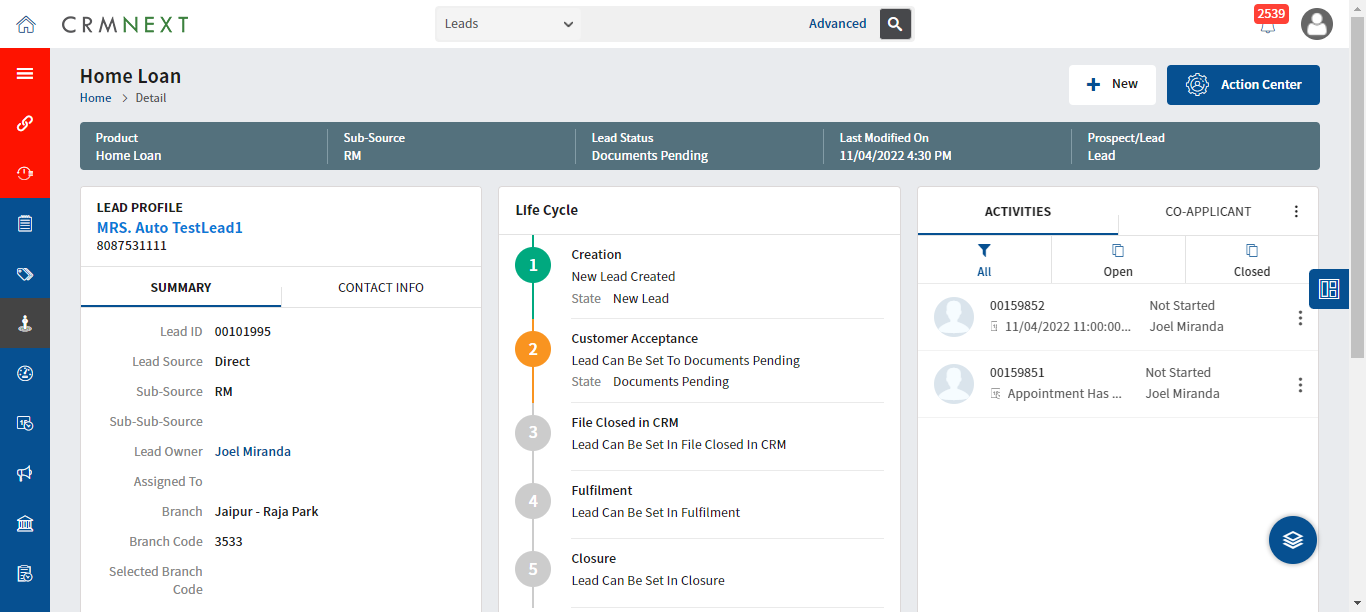 CRMNEXT
Leads
Advanced
2539
Home Loan
Home > Detail
New
Action Center
Product
Home Loan
Sub-Source
RM
Lead Status
Documents Pending
Last Modified On
11/04/2022 4:30 PM
Prospect/Lead
Lead
LEAD PROFILE
MRS. Auto TestLead1
8087531111
SUMMARY
CONTACT INFO
Lead ID 00101995
Lead Source Direct
Sub-Source RM
Sub-Sub-Source
Lead Owner Joel Miranda
Assigned To
Branch Jaipur - Raja Park
Branch Code 3533
Selected Branch
Code
Life Cycle
1
Creation
New Lead Created
State New Lead
2
Customer Acceptance
Lead Can Be Set To Documents Pending
State Documents Pending
3
File Closed in CRM
Lead Can Be Set In File Closed In CRM
4
Fulfilment
Lead Can Be Set In Fulfilment
5
Closure
Lead Can Be Set In Closure
ACTIVITIES
CO-APPLICANT
All
Open
Closed
00159852 Not Started
11/04/2022 11:00:00... Joel Miranda
00159851 Not Started
Appointment Has ... Joel Miranda